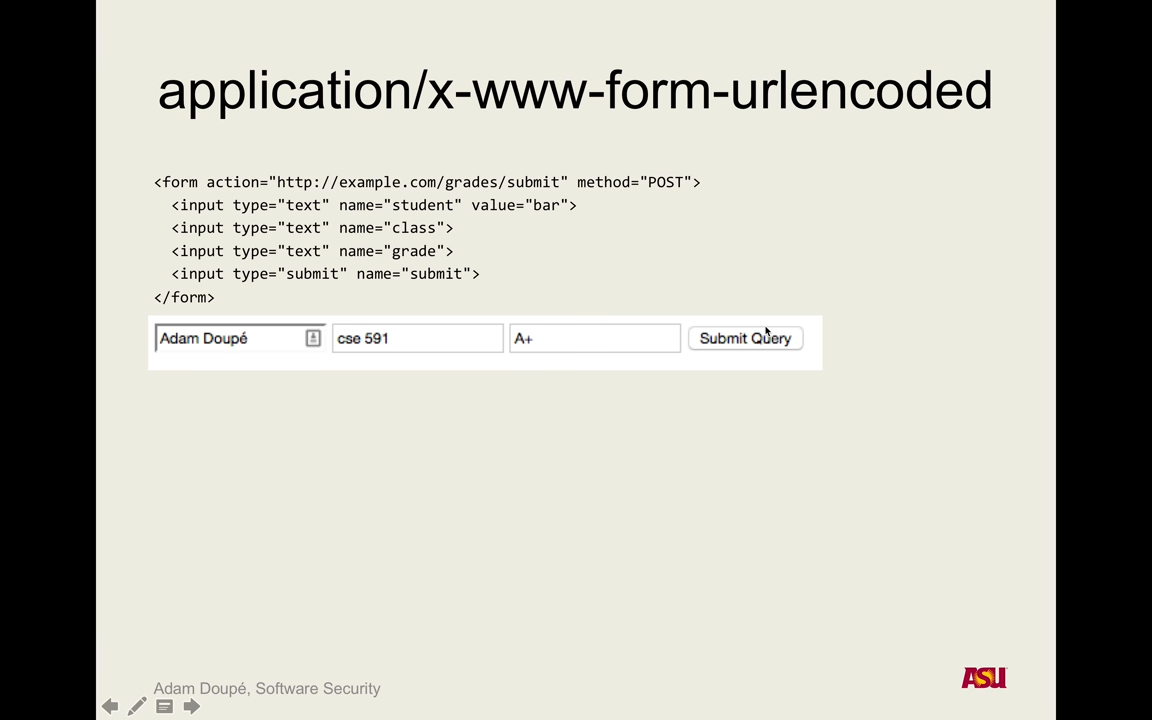 application/x-www-form-urlencoded
<form action="http://example.com/grades/submit" method="POST">
<input type="text" name="student" value="bar">
<input type="text" name="class">
<input type="text" name="grade">
<input type="submit" name="submit">
</form>
Adam Doupé cse 591 A+ Submit Query
Adam Doupé, Software Security
ASU